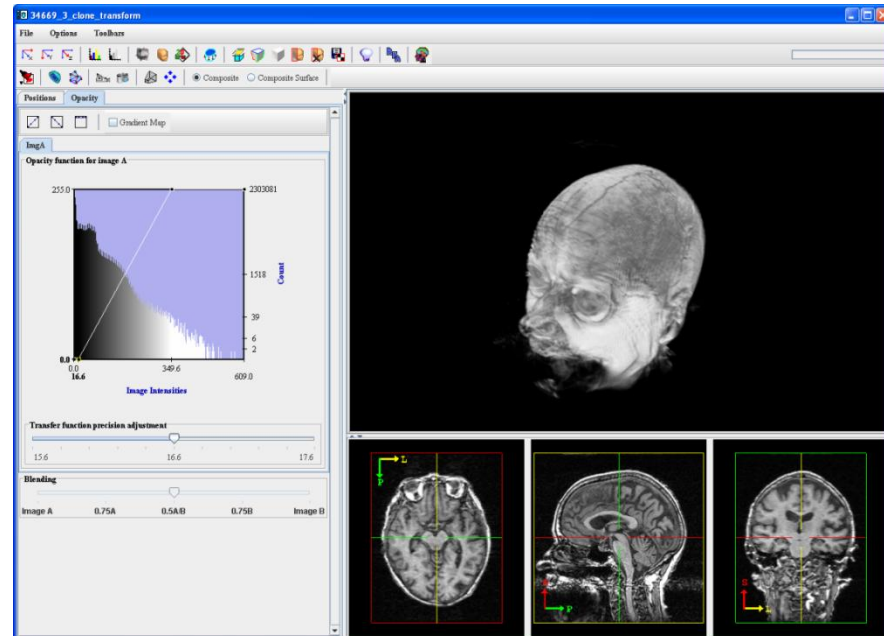 34669_3_clone_transform
File Options Toolbars
Composite Composite Surface
Positions Opacity
Gradient Map
ImgA
Opacity function for image A
255.0 2303081
1518
Count
39
6
2
0.0
0.0 349.6 609.0
16.6
Image Intensities
Transfer function precision adjustment
15.6 16.6 17.6
Blending
Image A 0.75A 0.5A/B 0.75B Image B
L
P
S
P
S
L